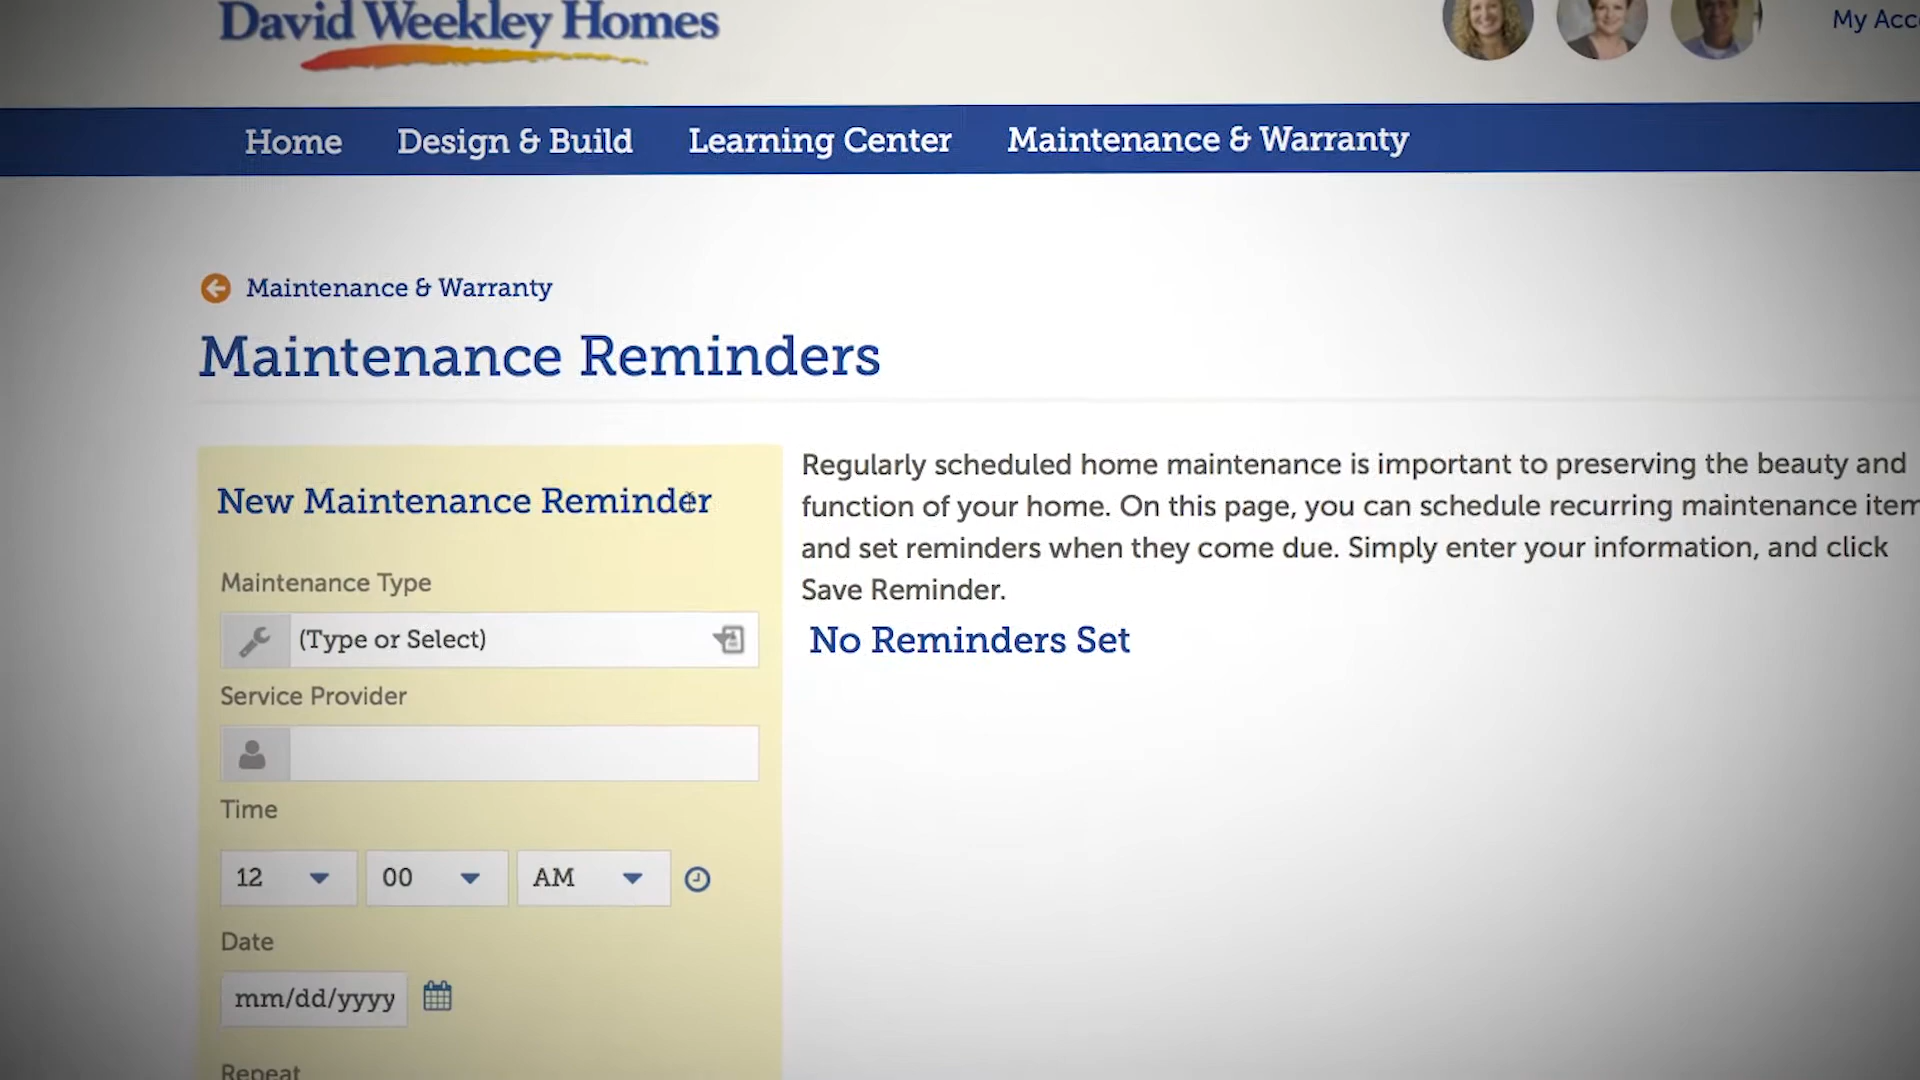 David Weekley Homes
My Acc
Home Design & Build Learning Center Maintenance & Warranty
Maintenance & Warranty
Maintenance Reminders
New Maintenance Reminder
Maintenance Type
(Type or Select)
Service Provider
Time
12 00 AM
Date
mm/dd/yyyy
Repeat
Regularly scheduled home maintenance is important to preserving the beauty and
function of your home. On this page, you can schedule recurring maintenance item
and set reminders when they come due. Simply enter your information, and click
Save Reminder.
No Reminders Set